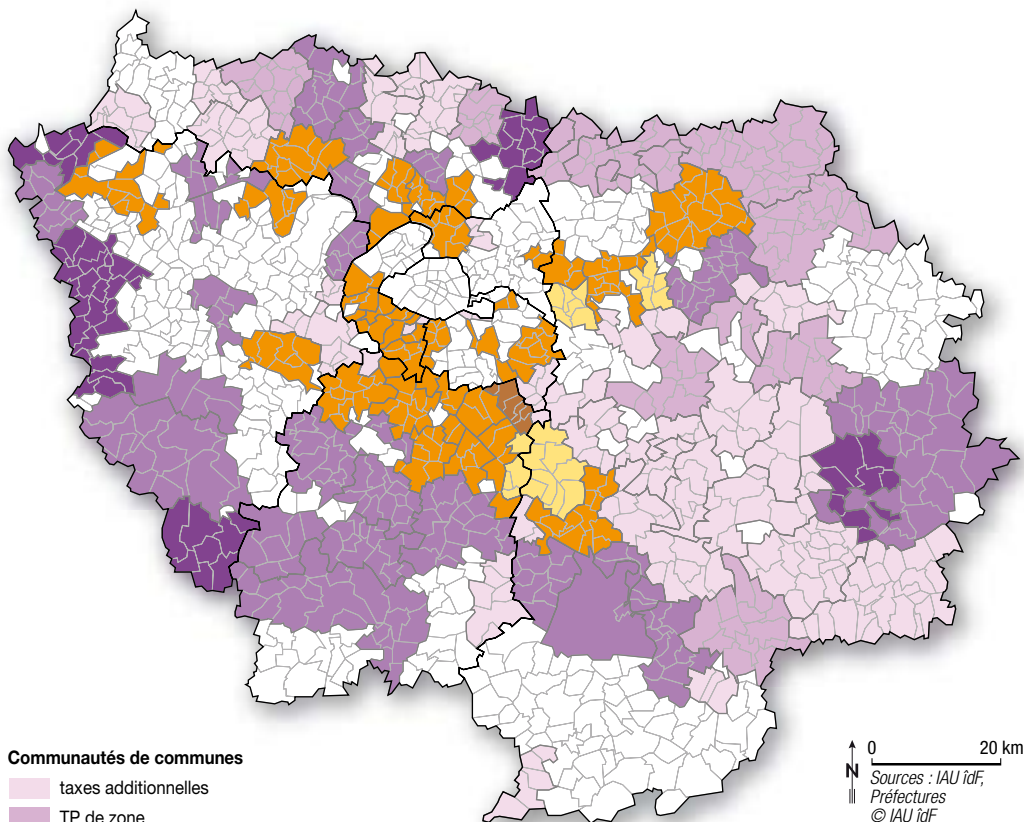 Communautés de communes
taxes additionnelles
TP de zone
0 20 km
N
Sources : IAU îdF,
Préfectures
© IAU îdF